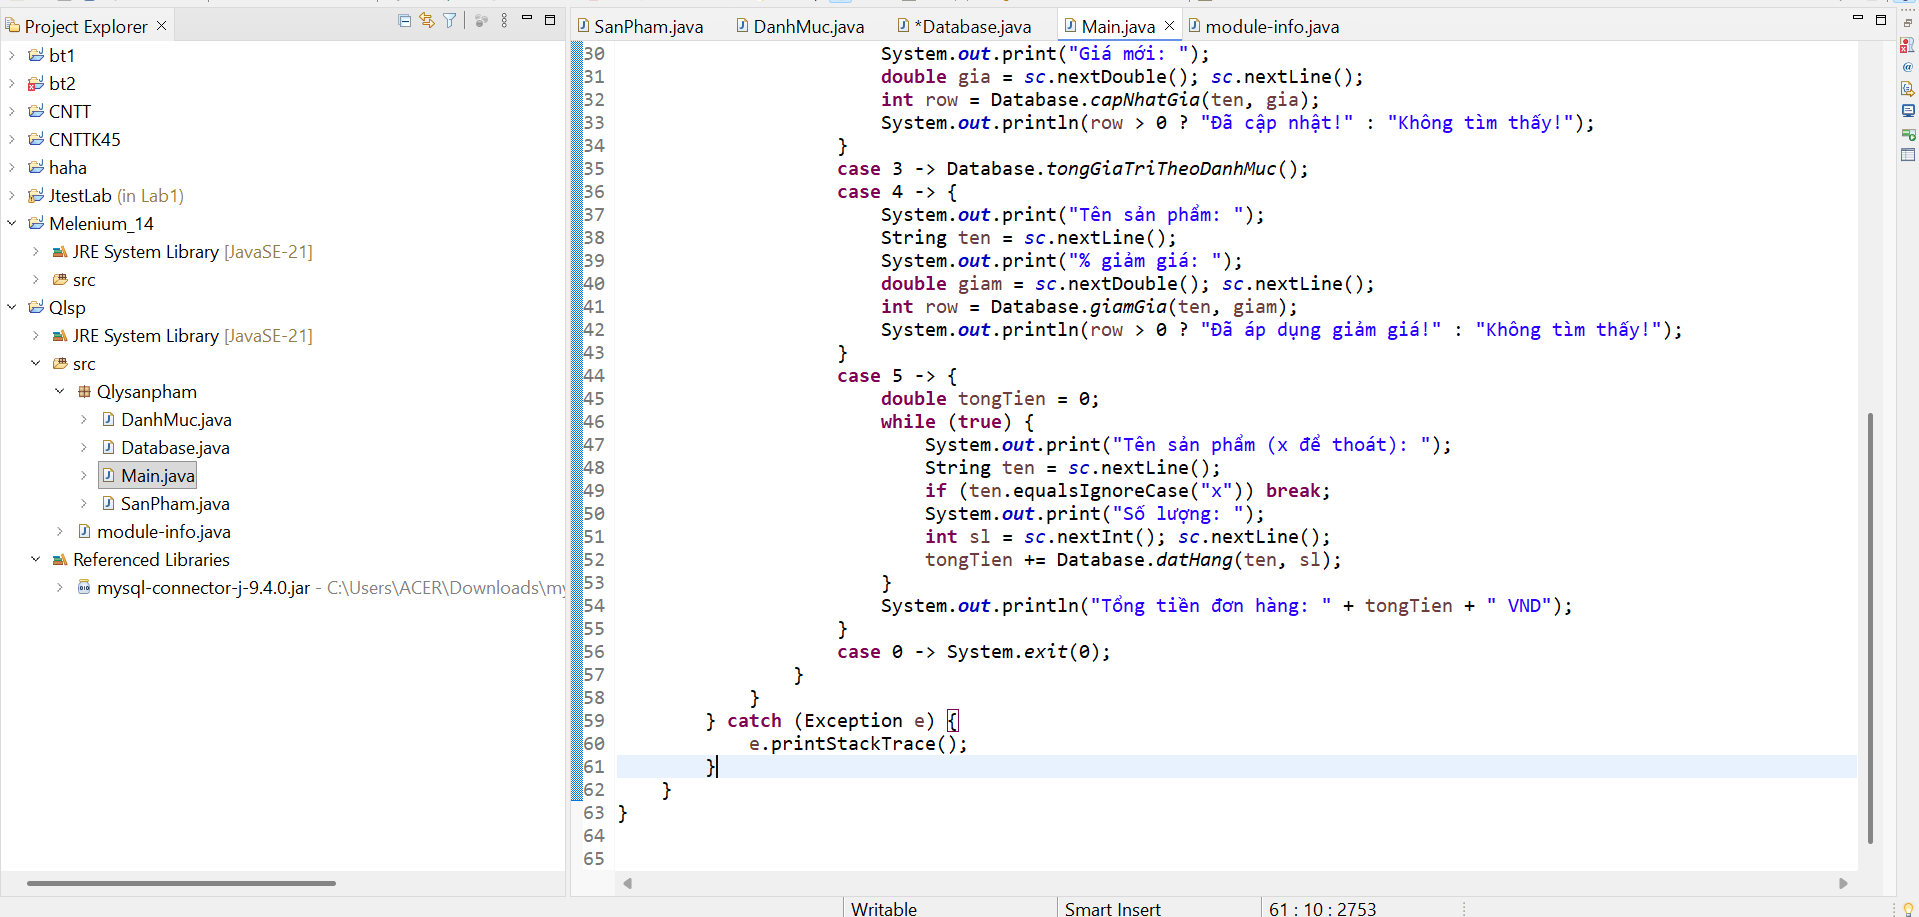 Project Explorer
bt1
bt2
CNTT
CNTTK45
haha
JtestLab (in Lab1)
Melenium_14
JRE System Library [JavaSE-21]
src
Qlsp
JRE System Library [JavaSE-21]
src
Qlysanpham
DanhMuc.java
Database.java
Main.java
SanPham.java
module-info.java
Referenced Libraries
mysql-connector-j-9.4.0.jar - C:\Users\ACER\Downloads\my
SanPham.java DanhMuc.java *Database.java Main.java module-info.java
30 System.out.print("Giá mới: ");
31 double gia = sc.nextDouble(); sc.nextLine();
32 int row = Database.capNhatGia(ten, gia);
33 System.out.println(row > 0 ? "Đã cập nhật!" : "Không tìm thấy!");
34 }
35 case 3 -> Database.tongGiaTriTheoDanhMuc();
36 case 4 -> {
37 System.out.print("Tên sản phẩm: ");
38 String ten = sc.nextLine();
39 System.out.print("% giảm giá: ");
40 double giam = sc.nextDouble(); sc.nextLine();
41 int row = Database.giamGia(ten, giam);
42 System.out.println(row > 0 ? "Đã áp dụng giảm giá!" : "Không tìm thấy!");
43 }
44 case 5 -> {
45 double tongTien = 0;
46 while (true) {
47 System.out.print("Tên sản phẩm (x để thoát): ");
48 String ten = sc.nextLine();
49 if (ten.equalsIgnoreCase("x")) break;
50 System.out.print("Số lượng: ");
51 int sl = sc.nextInt(); sc.nextLine();
52 tongTien += Database.datHang(ten, sl);
53 }
54 System.out.println("Tổng tiền đơn hàng: " + tongTien + " VND");
55 }
56 case 0 -> System.exit(0);
57 }
58 }
59 } catch (Exception e) {
60 e.printStackTrace();
61 }
62 }
63 }
64
65
Writable Smart Insert 61 : 10 : 2753